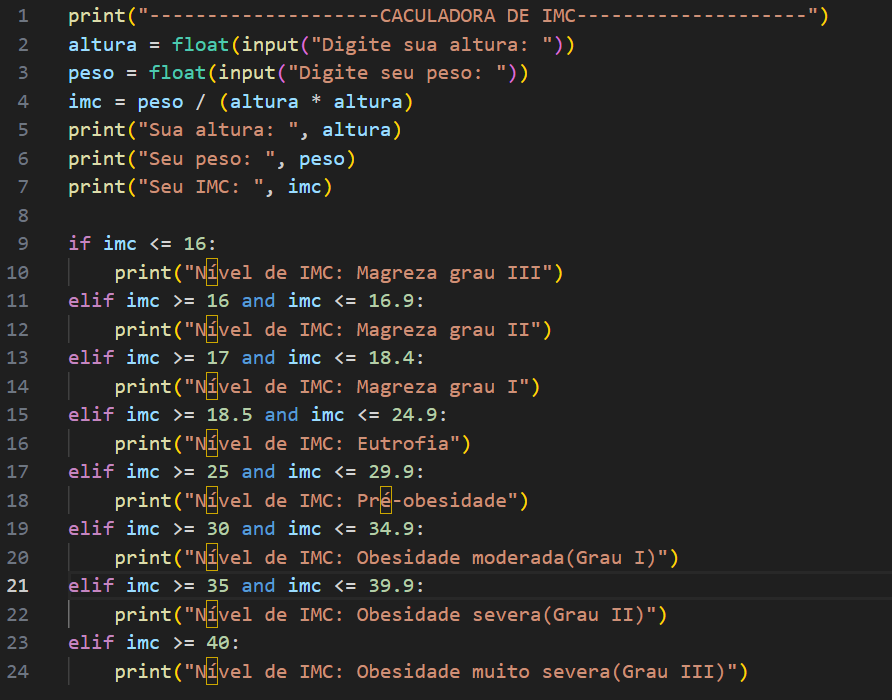 1 print("--------------------CACULADORA DE IMC--------------------")
2 altura = float(input("Digite sua altura: "))
3 peso = float(input("Digite seu peso: "))
4 imc = peso / (altura * altura)
5 print("Sua altura: ", altura)
6 print("Seu peso: ", peso)
7 print("Seu IMC: ", imc)
8
9 if imc <= 16:
10     print("Nível de IMC: Magreza grau III")
11 elif imc >= 16 and imc <= 16.9:
12     print("Nível de IMC: Magreza grau II")
13 elif imc >= 17 and imc <= 18.4:
14     print("Nível de IMC: Magreza grau I")
15 elif imc >= 18.5 and imc <= 24.9:
16     print("Nível de IMC: Eutrofia")
17 elif imc >= 25 and imc <= 29.9:
18     print("Nível de IMC: Pré-obesidade")
19 elif imc >= 30 and imc <= 34.9:
20     print("Nível de IMC: Obesidade moderada(Grau I)")
21 elif imc >= 35 and imc <= 39.9:
22     print("Nível de IMC: Obesidade severa(Grau II)")
23 elif imc >= 40:
24     print("Nível de IMC: Obesidade muito severa(Grau III)")